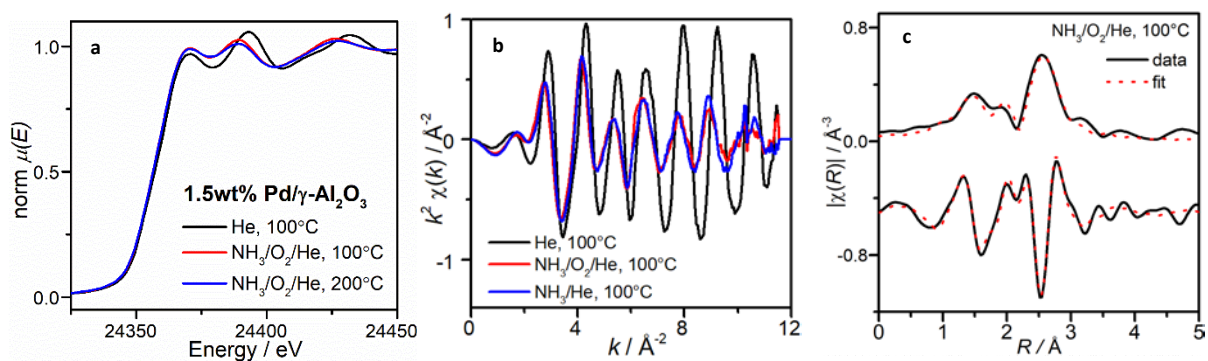 a
norm μ(E)
1.0
0.5
0.0
1.5wt% Pd/γ-Al₂O₃
He, 100°C
NH₃/O₂/He, 100°C
NH₃/O₂/He, 200°C
24350
24400
24450
Energy / eV
b
k² χ(k) / Å⁻²
1
0
-1
He, 100°C
NH₃/O₂/He, 100°C
NH₃/He, 100°C
0
4
8
12
k / Å⁻²
c
|χ(R)| / Å⁻³
0.8
0.0
-0.8
NH₃/O₂/He, 100°C
data
fit
0
1
2
3
4
5
R / Å